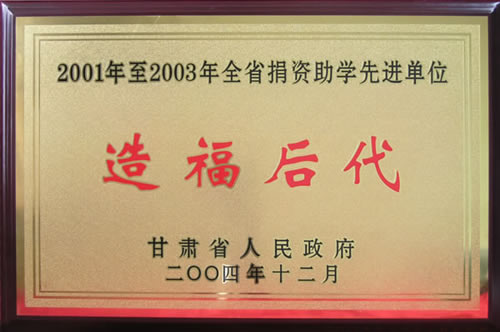 2001年至2003年全省捐资助学先进单位
造福后代
甘肃省人民政府
二〇〇四年十二月